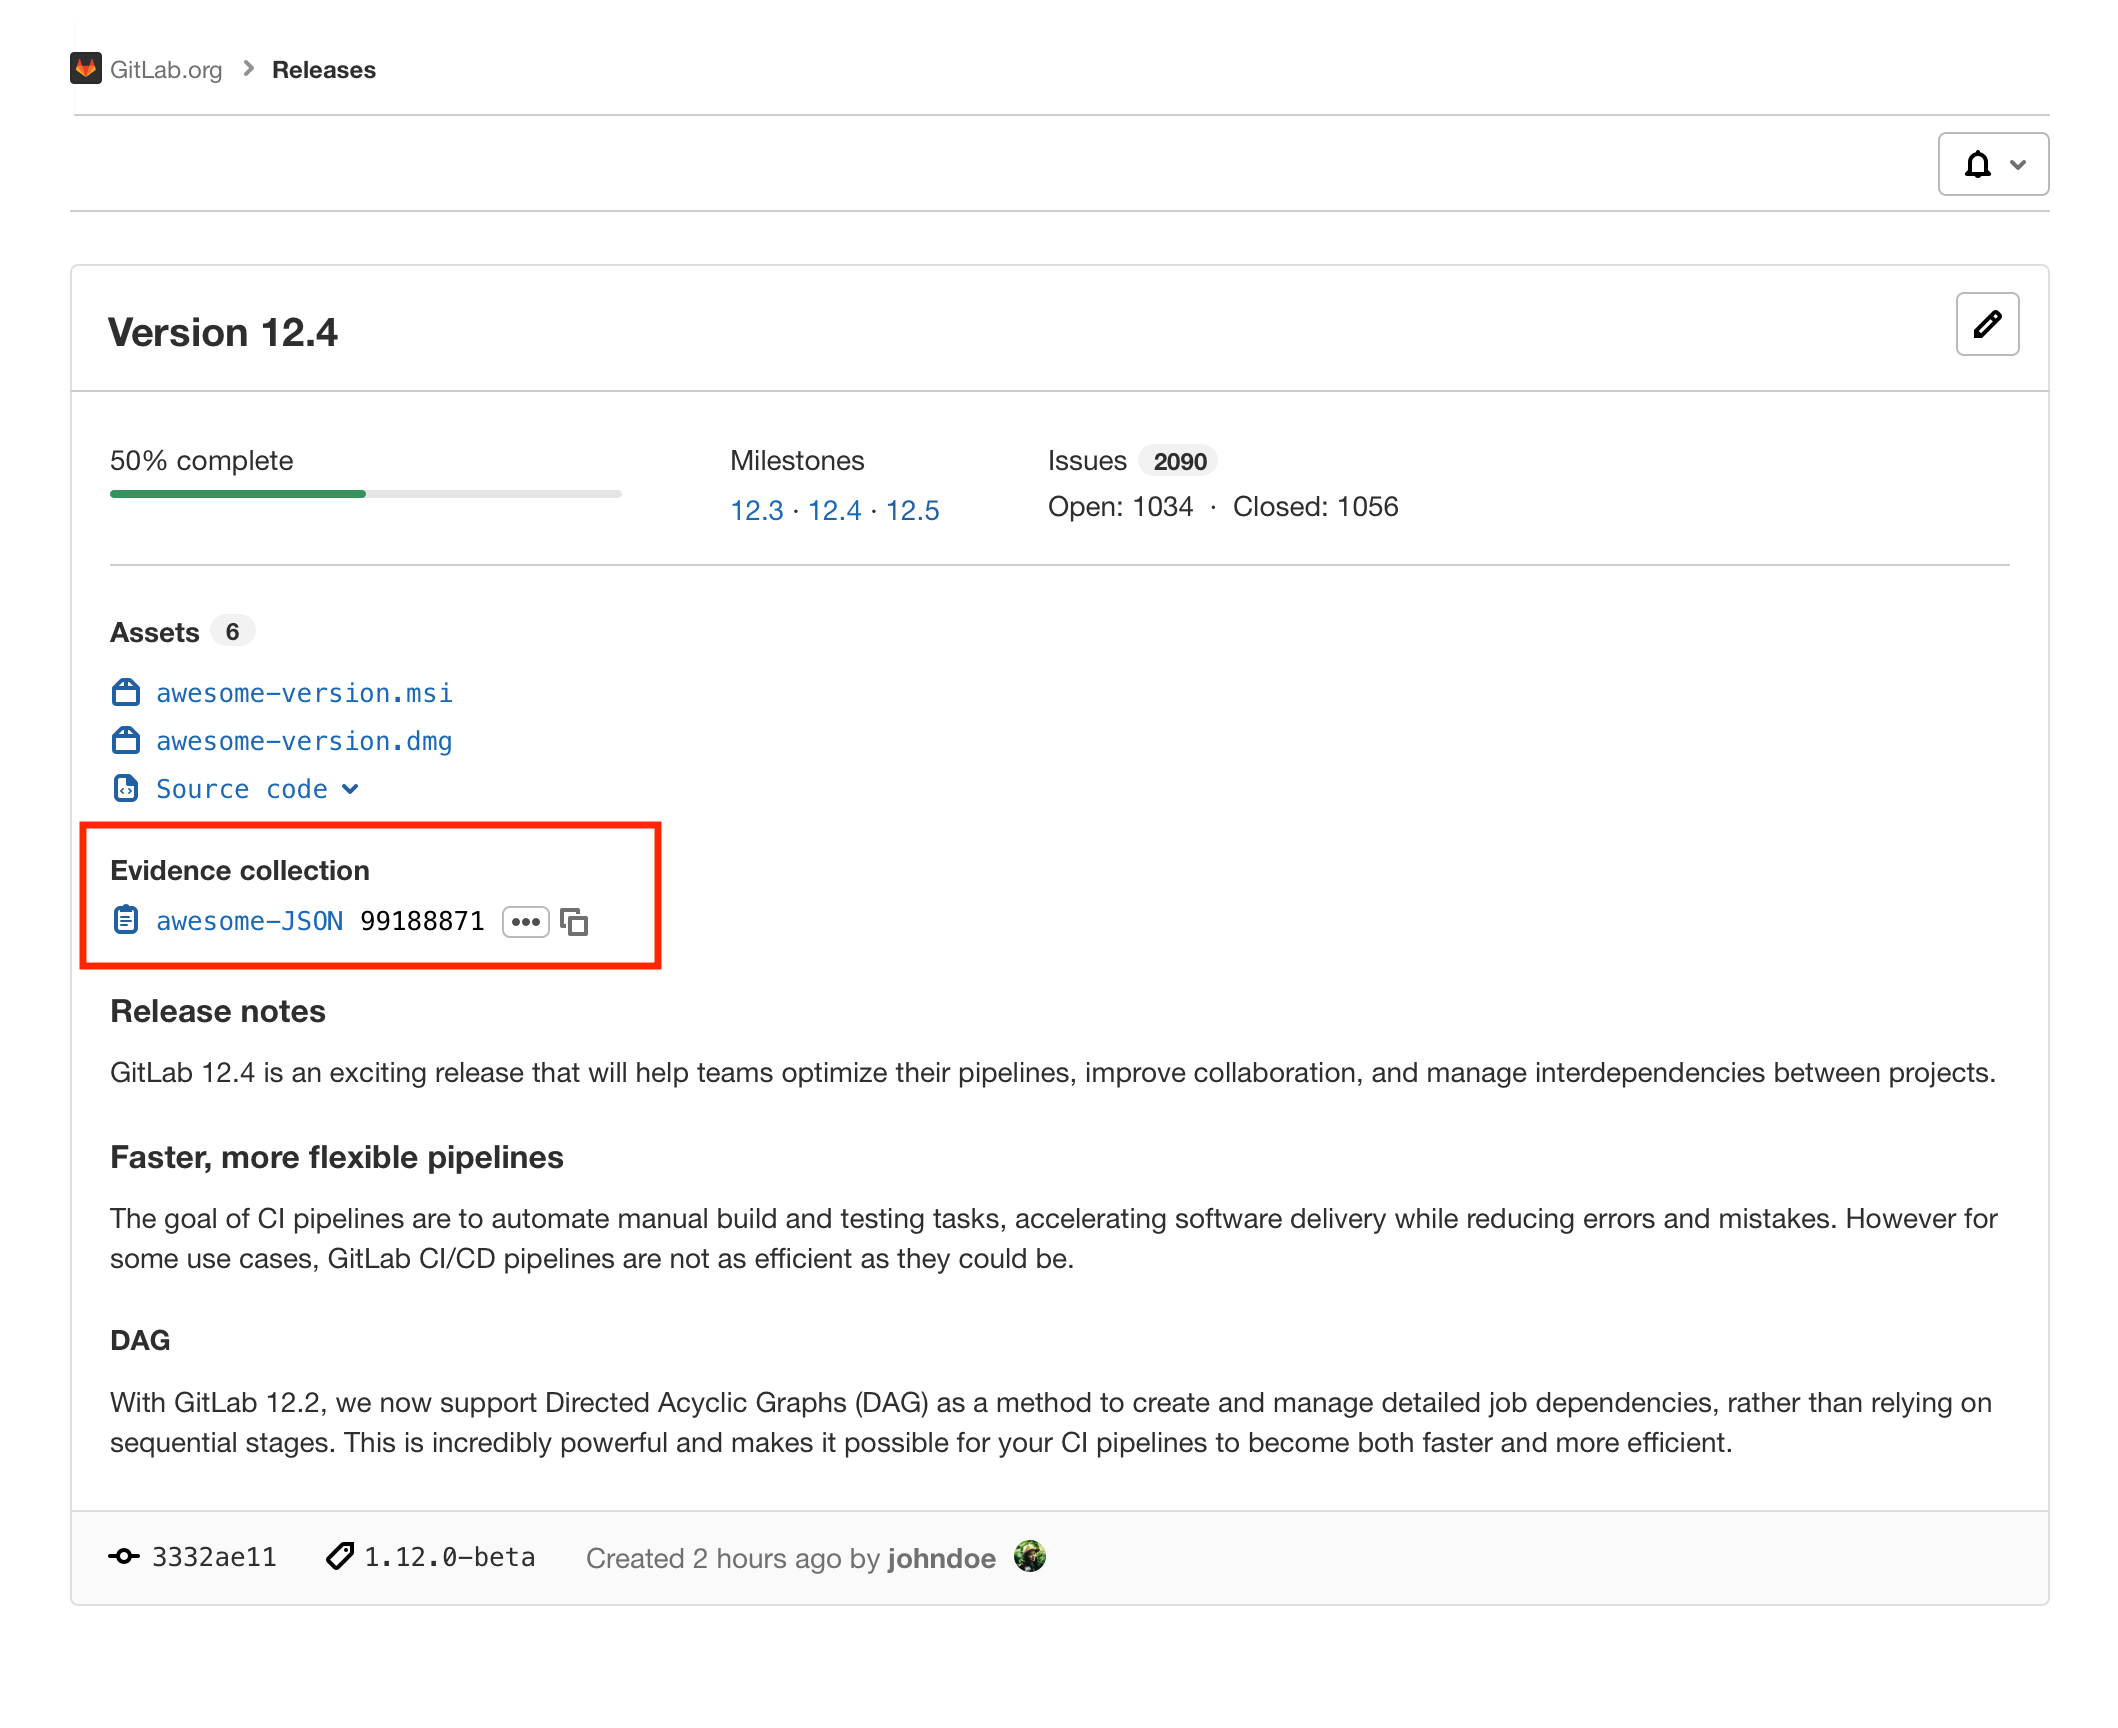 GitLab.org > Releases
Version 12.4
50% complete
Milestones
12.3 · 12.4 · 12.5
Issues 2090
Open: 1034 · Closed: 1056
Assets 6
awesome-version.msi
awesome-version.dmg
Source code
Evidence collection
awesome-JSON 99188871 •••
Release notes
GitLab 12.4 is an exciting release that will help teams optimize their pipelines, improve collaboration, and manage interdependencies between projects.
Faster, more flexible pipelines
The goal of CI pipelines are to automate manual build and testing tasks, accelerating software delivery while reducing errors and mistakes. However for
some use cases, GitLab CI/CD pipelines are not as efficient as they could be.
DAG
With GitLab 12.2, we now support Directed Acyclic Graphs (DAG) as a method to create and manage detailed job dependencies, rather than relying on
sequential stages. This is incredibly powerful and makes it possible for your CI pipelines to become both faster and more efficient.
3332ae11 1.12.0-beta Created 2 hours ago by johndoe